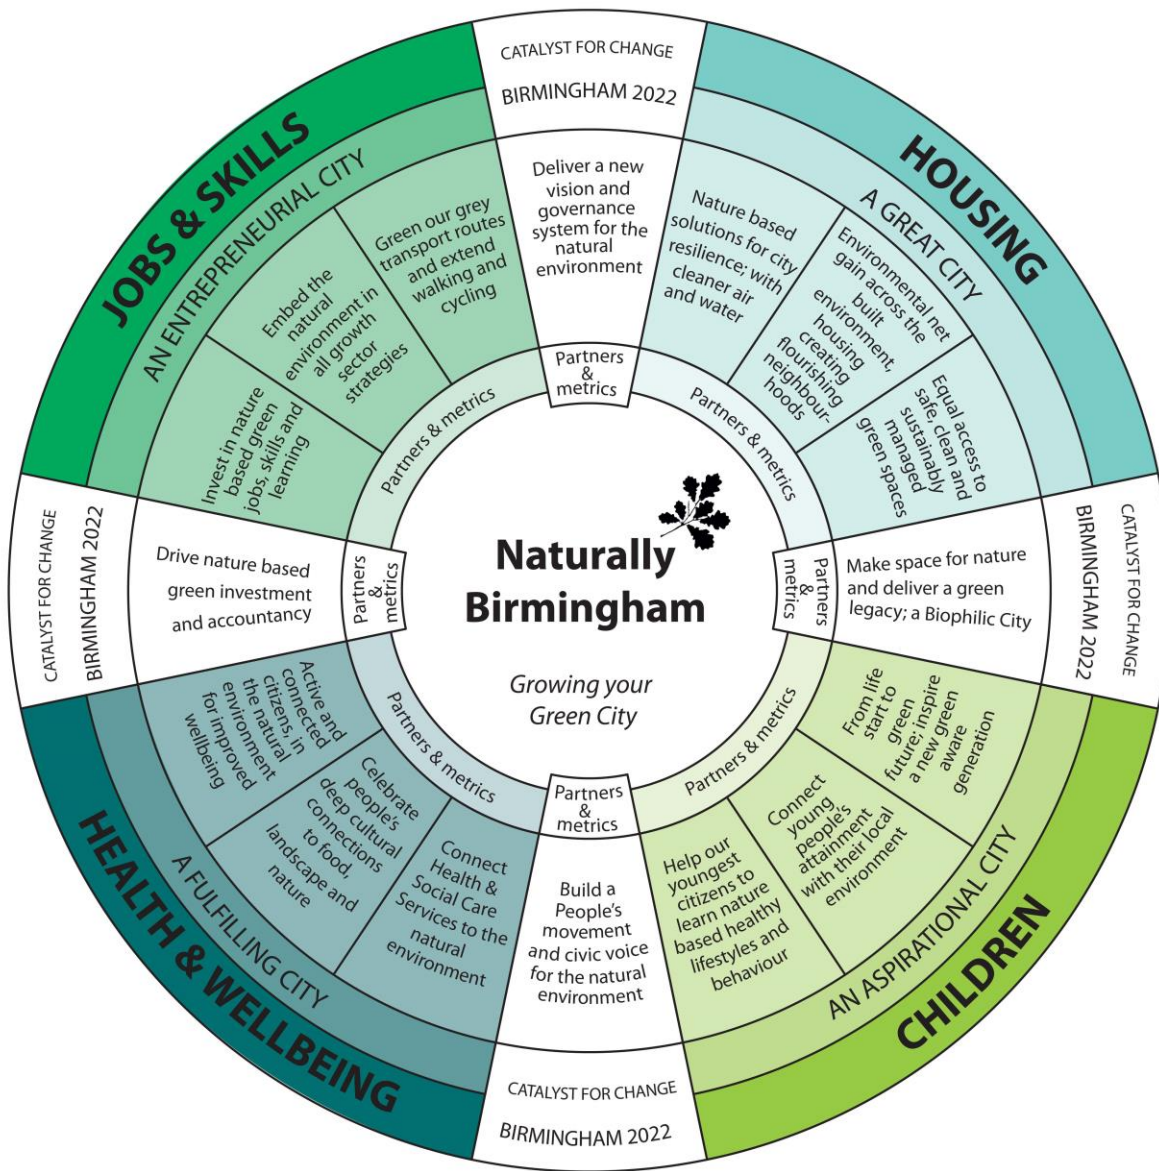 CATALYST FOR CHANGE
BIRMINGHAM 2022
Deliver a new
vision and
governance
system for the
natural
environment
Partners
&
metrics
HOUSING
A GREAT CITY
Nature based
solutions for city
resilience; with
cleaner air
and water
Environmental net
gain across the
built
environment,
housing
creating
flourishing
neighbour-
hoods
Equal access to
safe, clean and
sustainably
managed
green spaces
Partners & metrics
CATALYST FOR CHANGE
BIRMINGHAM 2022
Make space for nature
and deliver a green
legacy; a Biophilic City
Partners
&
metrics
CHILDREN
AN ASPIRATIONAL CITY
From life
start to
green
future; inspire
a new green
aware
generation
Connect
young
people's
attainment
with their local
environment
Help our
youngest
citizens to
learn nature
based healthy
lifestyles and
behaviour
Partners & metrics
CATALYST FOR CHANGE
BIRMINGHAM 2022
Build a
People's
movement
and civic voice
for the natural
environment
Partners
&
metrics
HEALTH & WELLBEING
A FULFILLING CITY
Connect
Health &
Social Care
Services to the
natural
environment
Celebrate
people's
deep cultural
connections
to food,
landscape and
nature
Active and
connected
citizens, in
the natural
environment
for improved
wellbeing
Partners & metrics
CATALYST FOR CHANGE
BIRMINGHAM 2022
Drive nature based
green investment
and accountancy
Partners
&
metrics
JOBS & SKILLS
AN ENTREPRENEURIAL CITY
Invest in nature
based green
jobs, skills and
learning
Embed the
natural
environment in
all growth
sector
strategies
Green our grey
transport routes
and extend
walking and
cycling
Partners & metrics
Naturally
Birmingham
Growing your
Green City